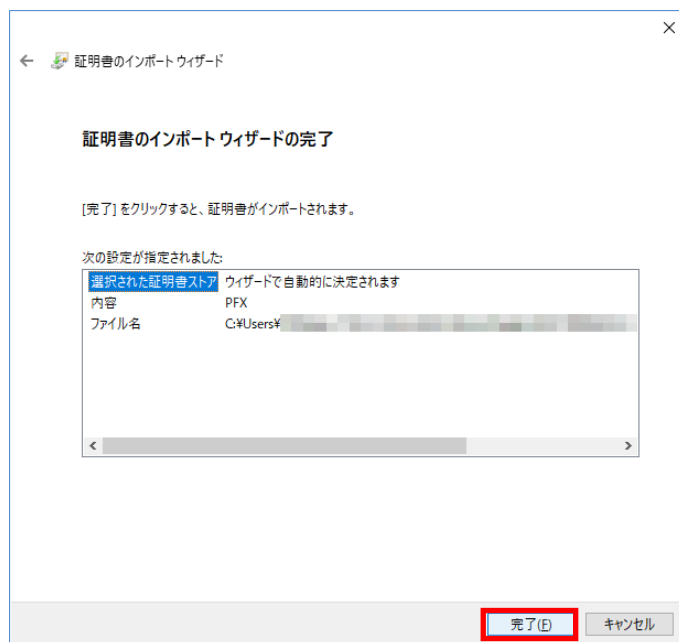 証明書のインポート ウィザード
証明書のインポート ウィザードの完了
[完了] をクリックすると、証明書がインポートされます。
次の設定が指定されました:
選択された証明書ストア ウィザードで自動的に決定されます
内容 PFX
ファイル名 C:¥Users¥
完了(F) キャンセル